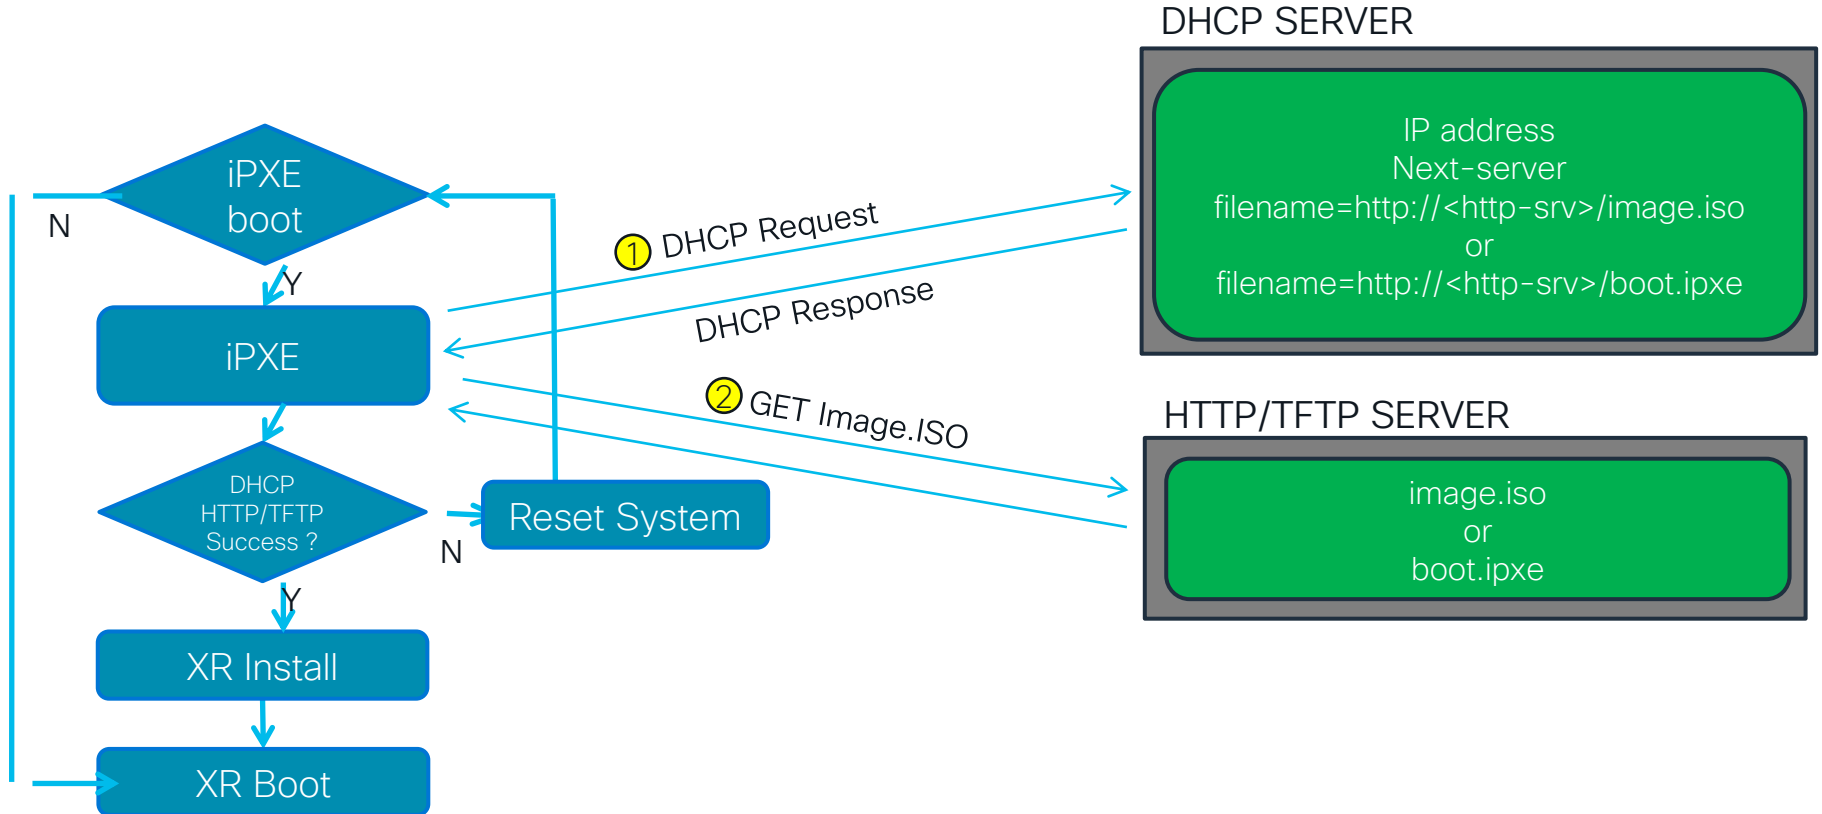 DHCP SERVER
IP address
Next-server
filename=http://<http-srv>/image.iso
or
filename=http://<http-srv>/boot.ipxe
iPXE
boot
N
Y
1 DHCP Request
DHCP Response
iPXE
2 GET Image.ISO
HTTP/TFTP SERVER
image.iso
or
boot.ipxe
DHCP
HTTP/TFTP
Success ?
N
Reset System
Y
XR Install
XR Boot